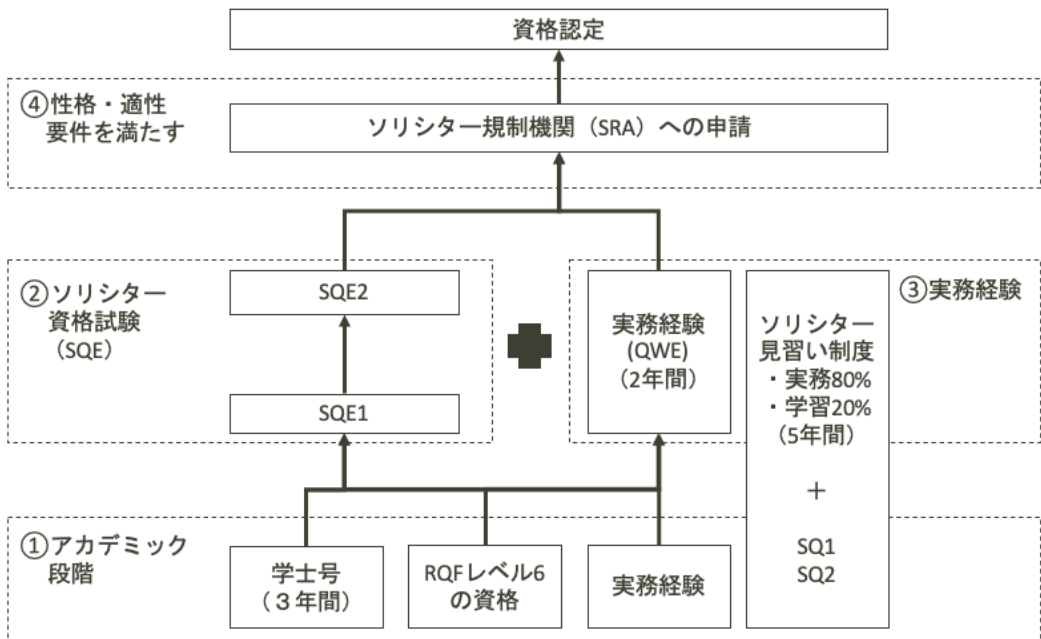 資格認定
④性格・適性
要件を満たす
ソリシター規制機関（SRA）への申請
②ソリシター
資格試験
（SQE）
SQE2
SQE1
実務経験
(QWE)
（2年間）
ソリシター
見習い制度
・実務80%
・学習20%
（5年間）
＋
SQ1
SQ2
③実務経験
①アカデミック
段階
学士号
（３年間）
RQFレベル6
の資格
実務経験